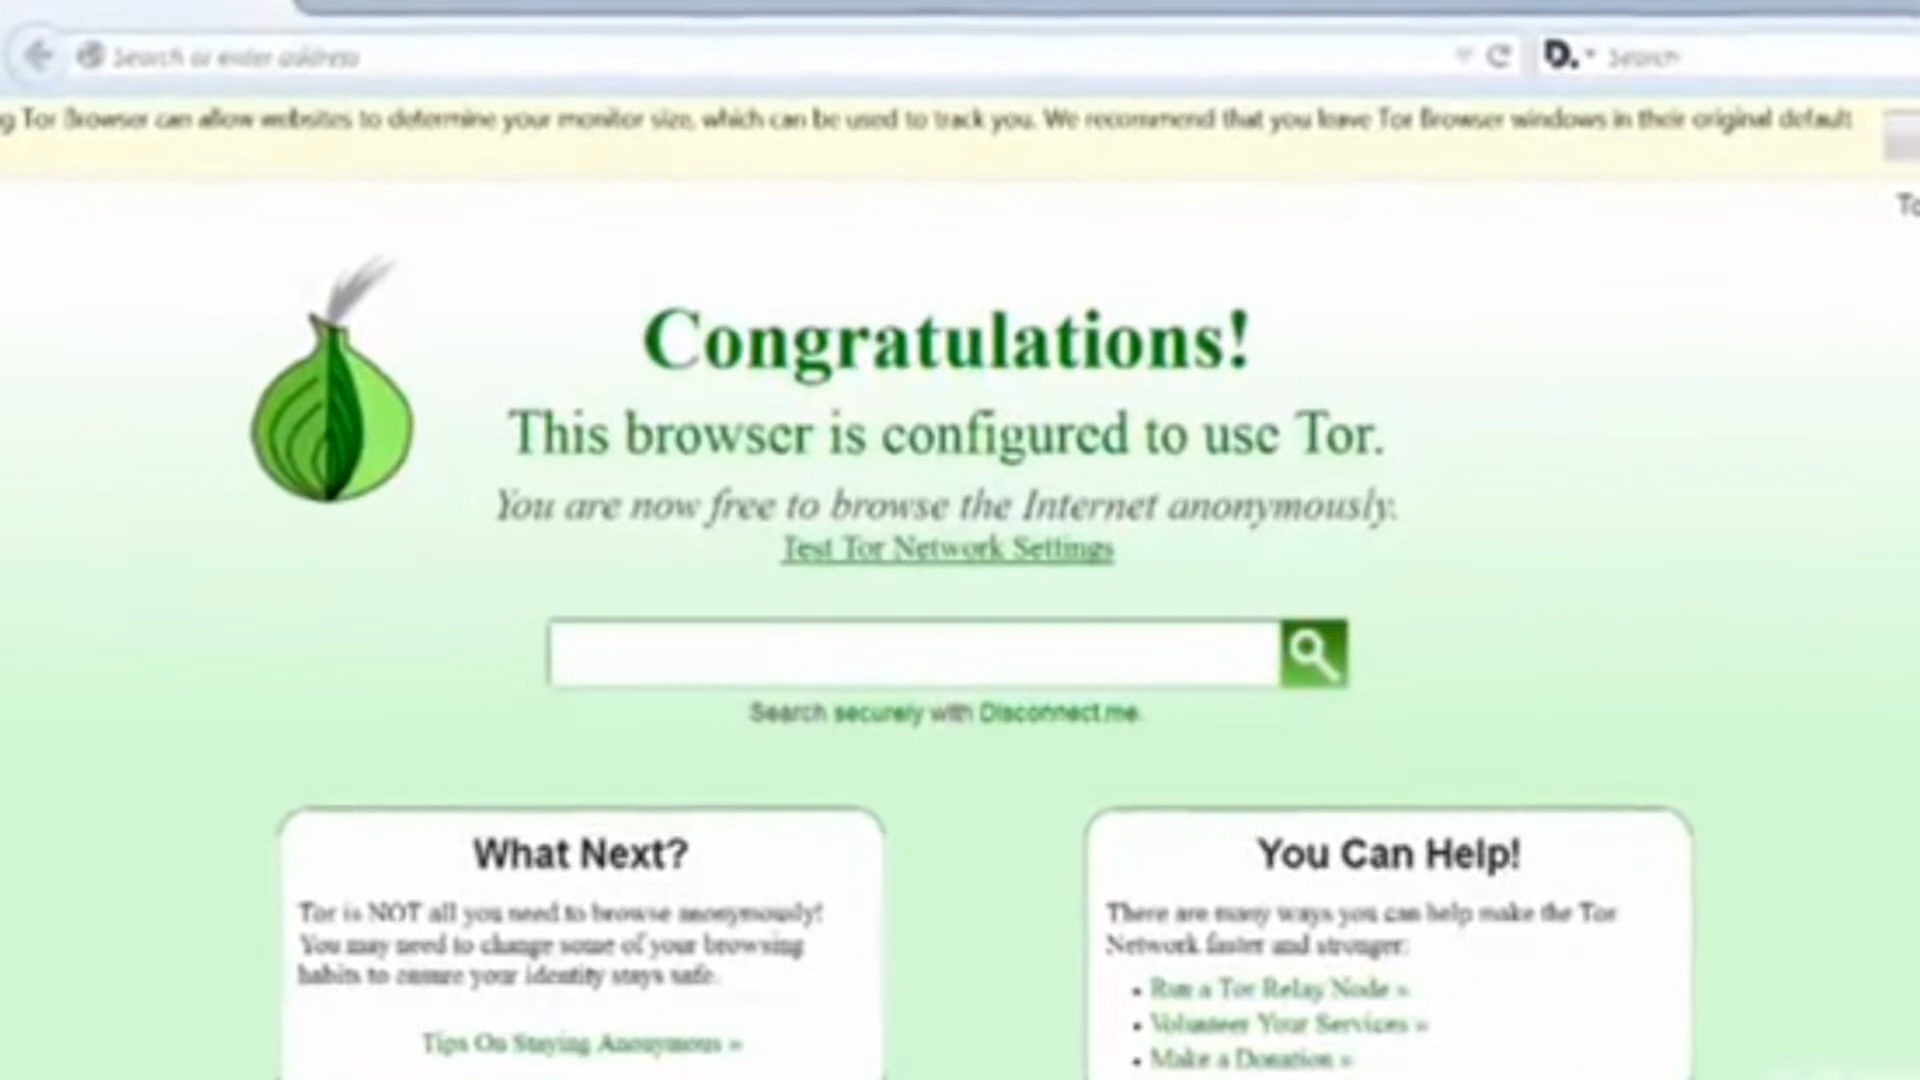 Search or enter address
D. Search
g Tor Browser can allow websites to determine your monitor size, which can be used to track you. We recommend that you leave Tor Browser windows in their original default
To
Congratulations!
This browser is configured to use Tor.
You are now free to browse the Internet anonymously.
Test Tor Network Settings
Search securely with Disconnect.me.
What Next?
Tor is NOT all you need to browse anonymously!
You may need to change some of your browsing
habits to ensure your identity stays safe.
Tips On Staying Anonymous »
You Can Help!
There are many ways you can help make the Tor
Network faster and stronger:
• Run a Tor Relay Node »
• Volunteer Your Services »
• Make a Donation »